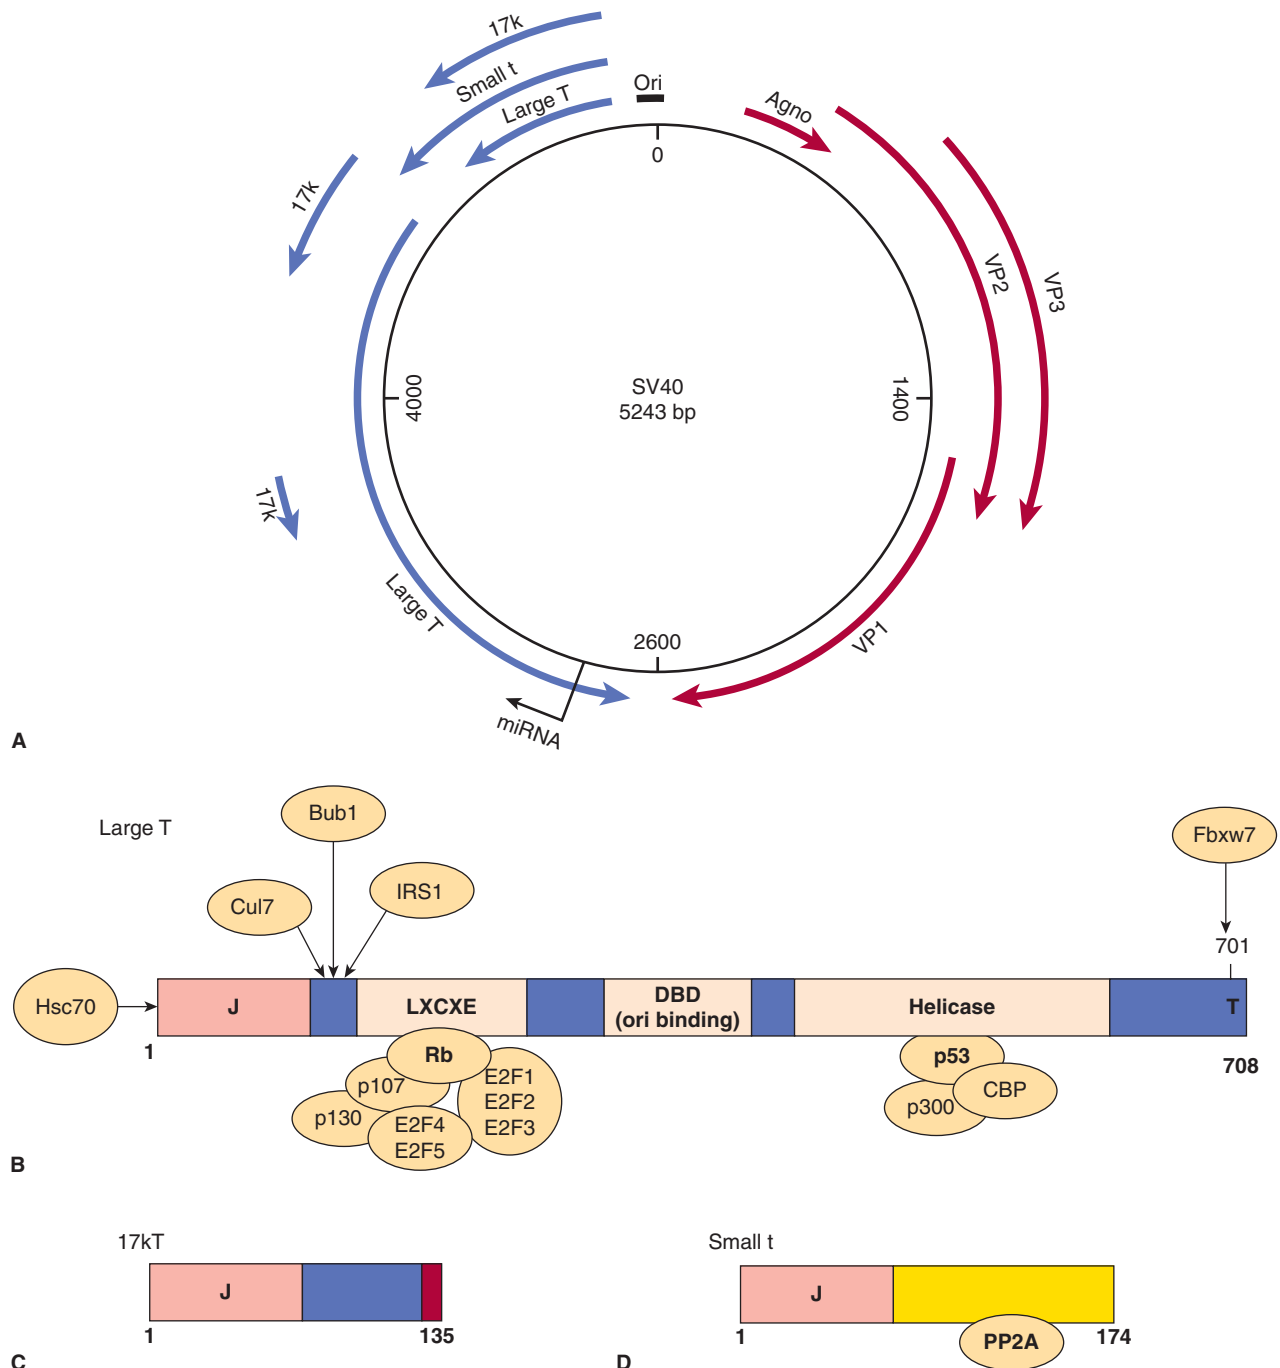 17k
Small t
Large T
Ori
0
Agno
17k
VP2
VP3
4000
SV40
5243 bp
1400
17k
Large T
2600
VP1
miRNA
A
Large T
Bub1
Fbxw7
Cul7
IRS1
701
Hsc70
J
LXCXE
DBD
(ori binding)
Helicase
T
1
708
Rb
p107
p130
E2F4
E2F5
E2F1
E2F2
E2F3
p53
p300
CBP
B
17kT
J
1
135
C
Small t
J
1
174
PP2A
D